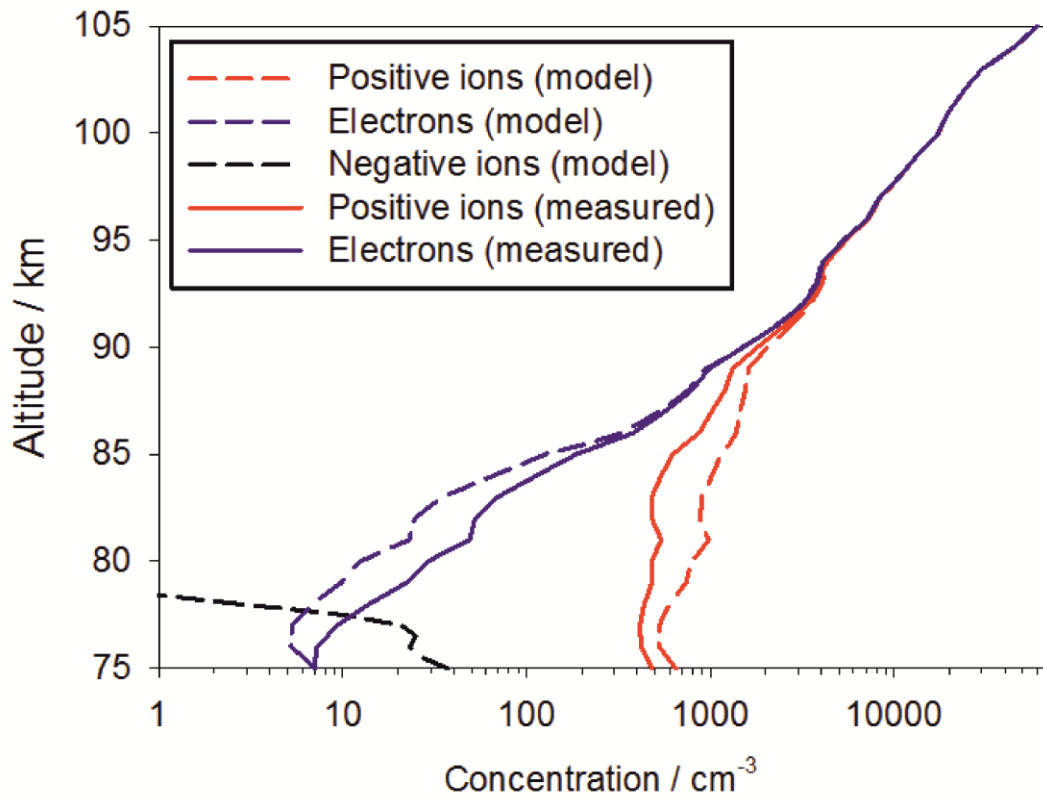 105
100
95
90
85
80
75
Altitude / km
Positive ions (model)
Electrons (model)
Negative ions (model)
Positive ions (measured)
Electrons (measured)
1 10 100 1000 10000
Concentration / cm⁻³